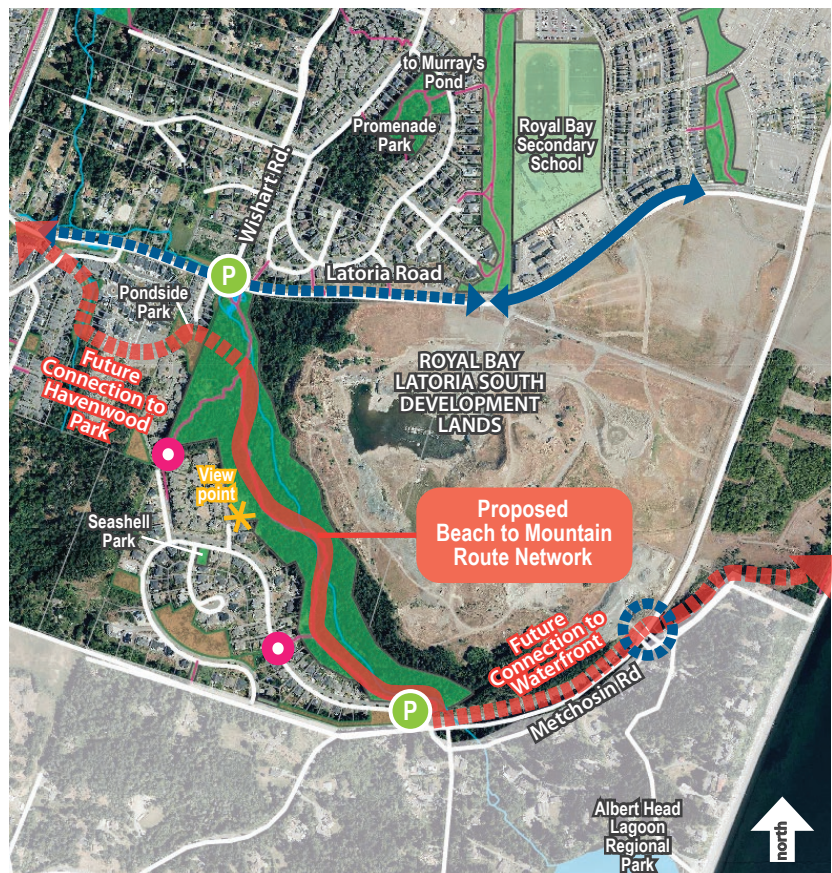 to Murray's
Pond
Promenade
Park
Royal Bay
Secondary
School
Wishart Rd.
P
Latoria Road
Pondside
Park
Future
Connection to
Havenwood
Park
ROYAL BAY
LATORIA SOUTH
DEVELOPMENT
LANDS
View
point
Seashell
Park
Proposed
Beach to Mountain
Route Network
Future
Connection to
Waterfront
P
Metchosin Rd
Albert Head
Lagoon
Regional
Park
north